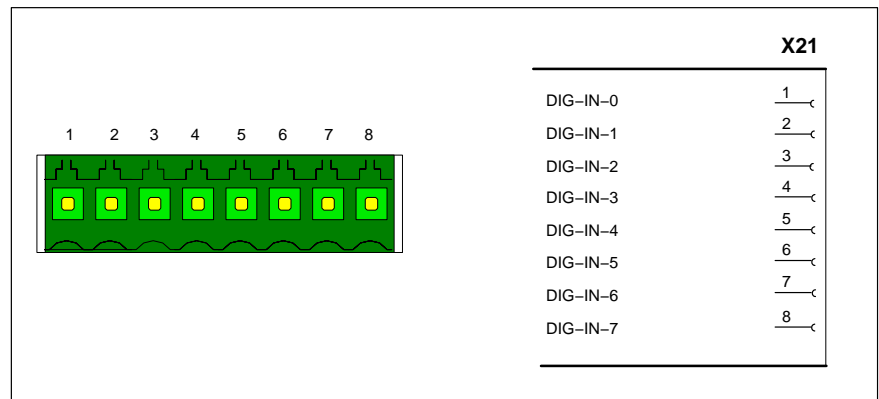 X21
1 2 3 4 5 6 7 8
DIG–IN–0 1
DIG–IN–1 2
DIG–IN–2 3
DIG–IN–3 4
DIG–IN–4 5
DIG–IN–5 6
DIG–IN–6 7
DIG–IN–7 8